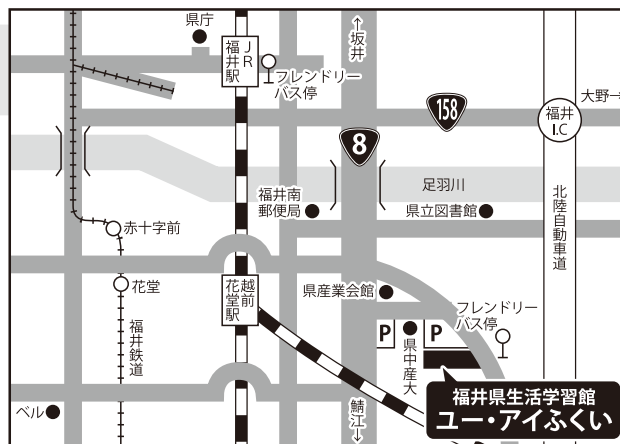 県庁
JR
福井駅
フレンドリー
バス停
↑坂井
158
8
福井
I.C
大野→
足羽川
福井南
郵便局
県立図書館
北陸自動車道
赤十字前
花堂
福井鉄道
越前
花堂駅
県産業会館
フレンドリー
バス停
P
県中産大
P
福井県生活学習館
ユー・アイふくい
ベル
鯖江↓